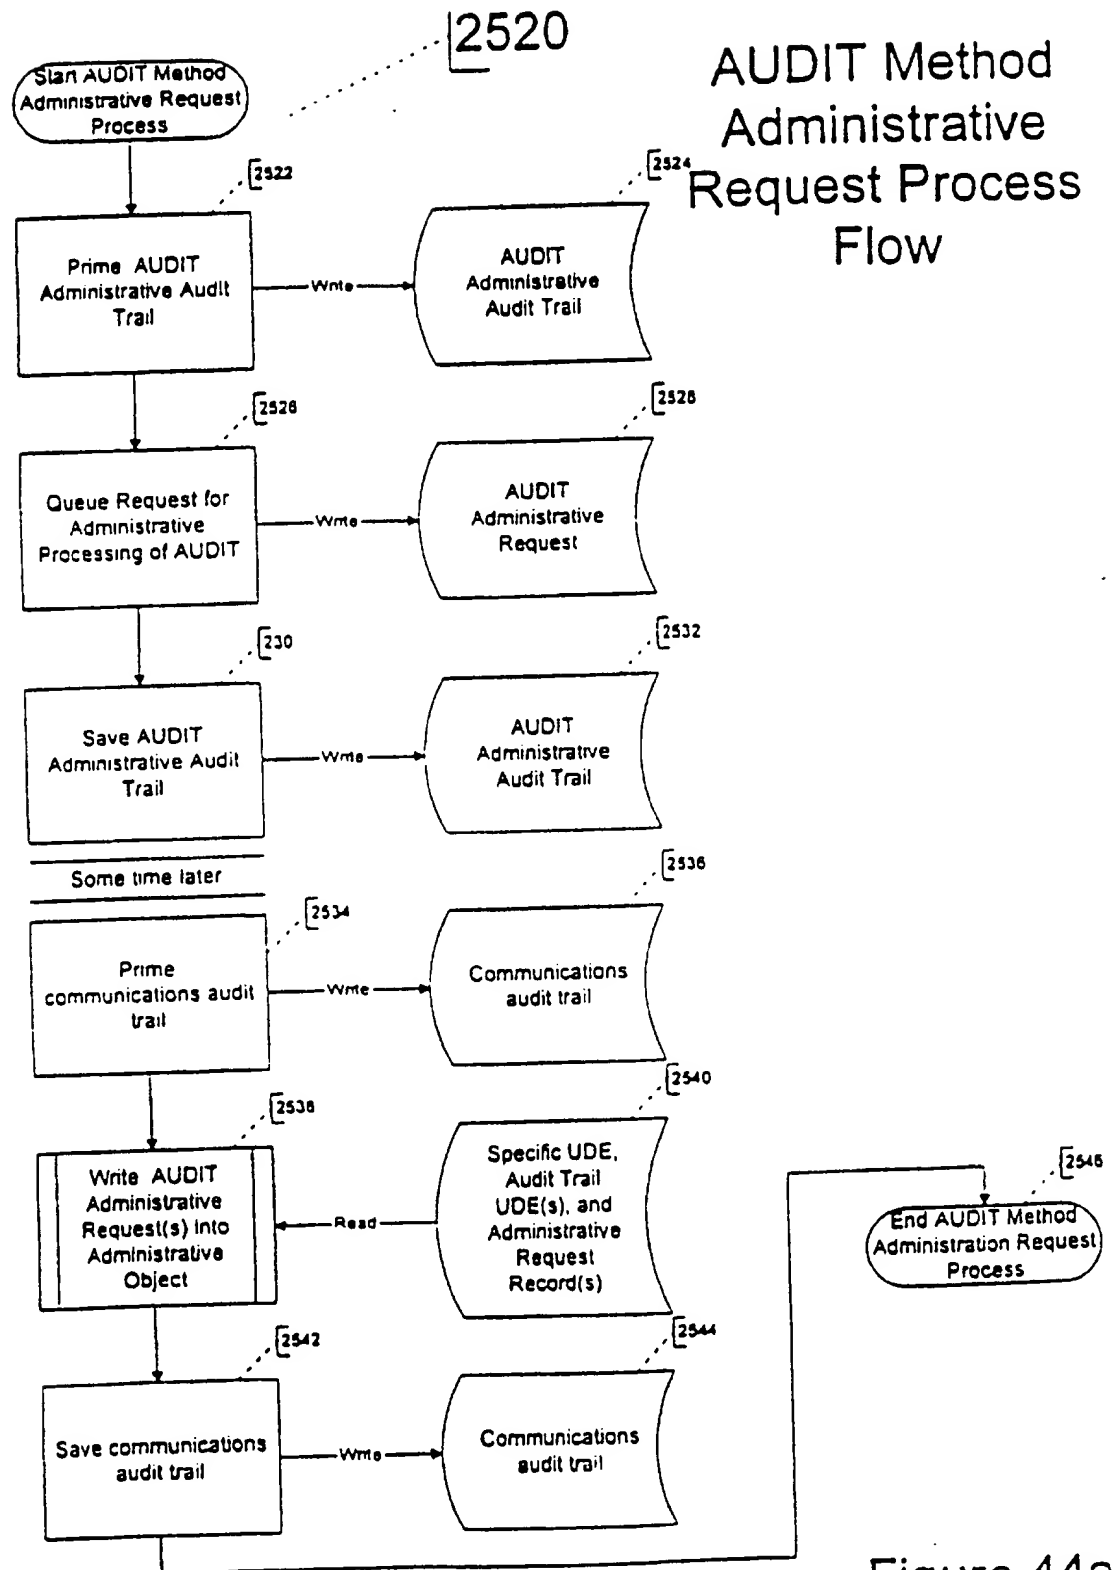 2520
AUDIT Method
Administrative
Request Process
Flow
Start AUDIT Method
Administrative Request
Process
2522
Prime AUDIT
Administrative Audit
Trail
Write
2524
AUDIT
Administrative
Audit Trail
2526
Queue Request for
Administrative
Processing of AUDIT
Write
2528
AUDIT
Administrative
Request
230
Save AUDIT
Administrative Audit
Trail
Write
2532
AUDIT
Administrative
Audit Trail
Some time later
2534
Prime
communications audit
trail
Write
2536
Communications
audit trail
2538
Write AUDIT
Administrative
Request(s) into
Administrative
Object
Read
2540
Specific UDE,
Audit Trail
UDE(s), and
Administrative
Request
Record(s)
2542
Save communications
audit trail
Write
2544
Communications
audit trail
2546
End AUDIT Method
Administration Request
Process
Figure 44a